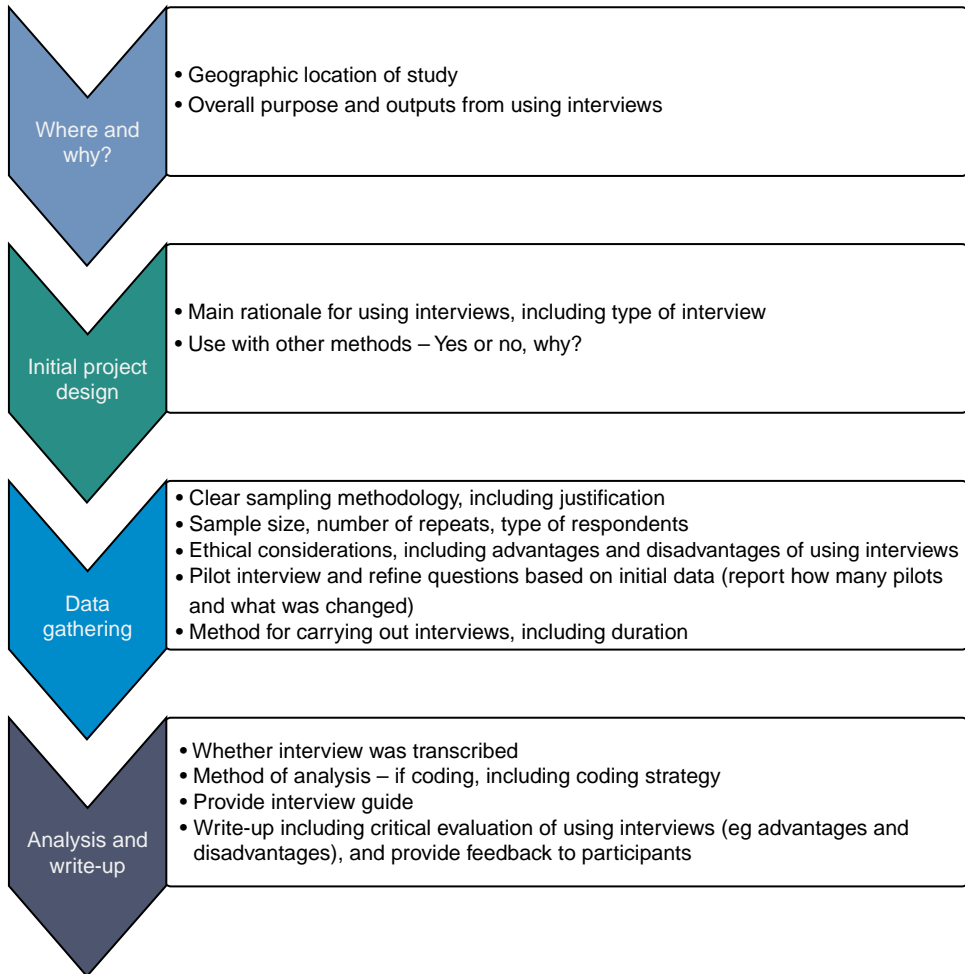 Where and
why?
• Geographic location of study
• Overall purpose and outputs from using interviews
Initial project
design
• Main rationale for using interviews, including type of interview
• Use with other methods – Yes or no, why?
Data
gathering
• Clear sampling methodology, including justification
• Sample size, number of repeats, type of respondents
• Ethical considerations, including advantages and disadvantages of using interviews
• Pilot interview and refine questions based on initial data (report how many pilots
and what was changed)
• Method for carrying out interviews, including duration
Analysis and
write-up
• Whether interview was transcribed
• Method of analysis – if coding, including coding strategy
• Provide interview guide
• Write-up including critical evaluation of using interviews (eg advantages and
disadvantages), and provide feedback to participants